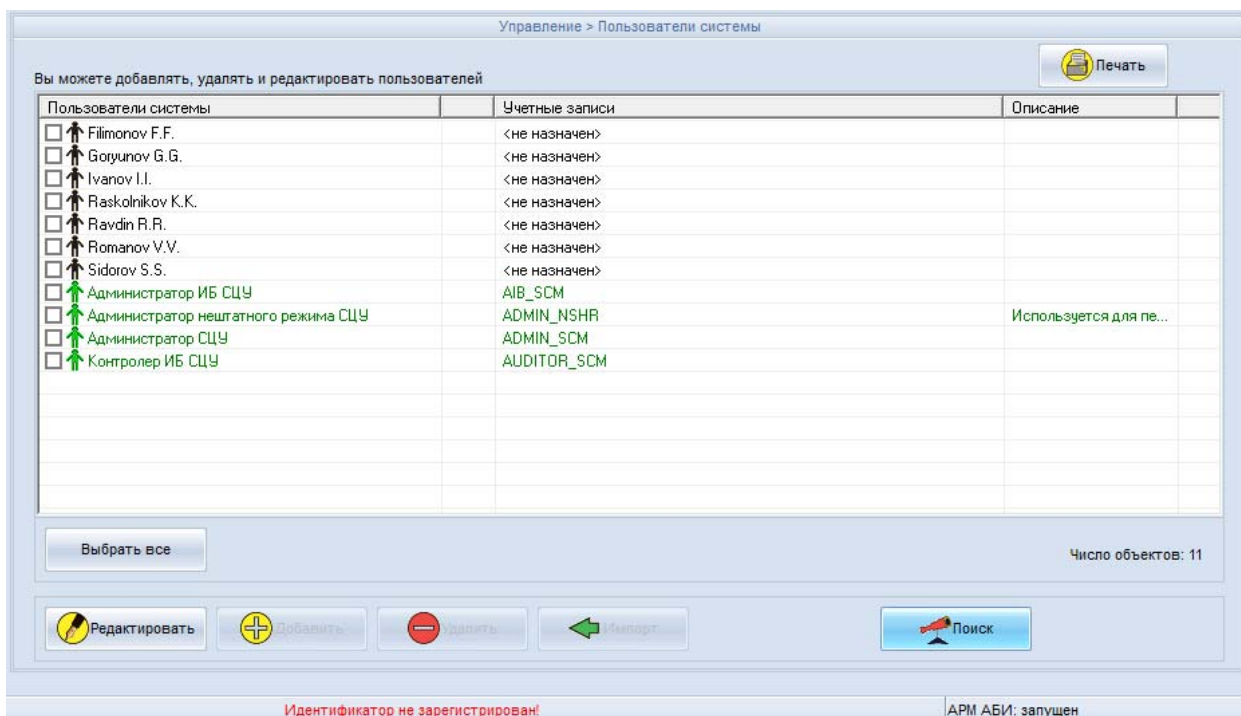 Управление > Пользователи системы
Печать
Вы можете добавлять, удалять и редактировать пользователей
Пользователи системы Учетные записи Описание
Filimonov F.F. <не назначен>
Goryunov G.G. <не назначен>
Ivanov I.I. <не назначен>
Raskolnikov K.K. <не назначен>
Ravdin R.R. <не назначен>
Romanov V.V. <не назначен>
Sidorov S.S. <не назначен>
Администратор ИБ СЦУ AIB_SCM
Администратор нештатного режима СЦУ ADMIN_NSHR Используется для пе...
Администратор СЦУ ADMIN_SCM
Контролер ИБ СЦУ AUDITOR_SCM
Выбрать все Число объектов: 11
Редактировать Добавить Удалить Импорт Поиск
Идентификатор не зарегистрирован! АРМ АБИ: запущен